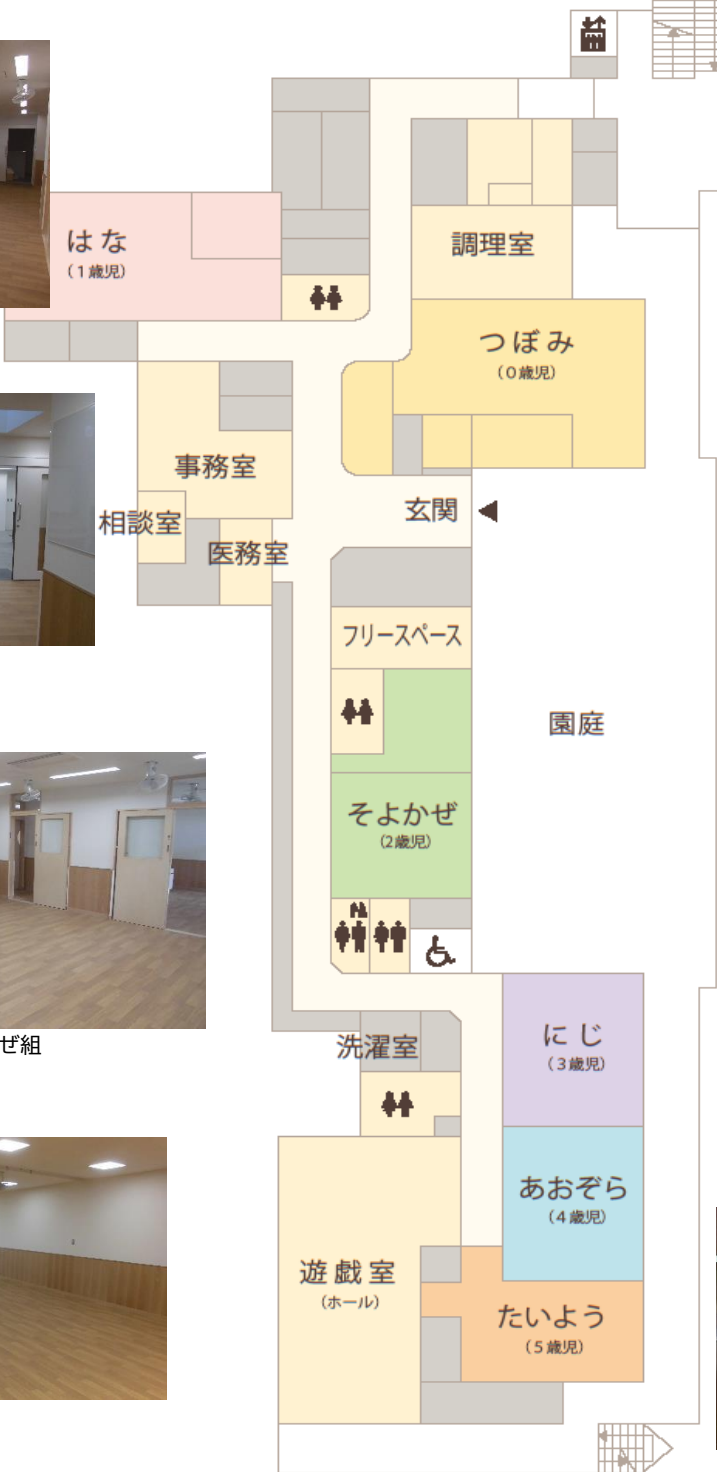 はな
（1歳児）
調理室
つぼみ
（0歳児）
事務室
相談室
医務室
玄関
フリースペース
園庭
そよかぜ
（2歳児）
ぜ組
洗濯室
にじ
（3歳児）
あおぞら
（4歳児）
遊戯室
（ホール）
たいよう
（5歳児）